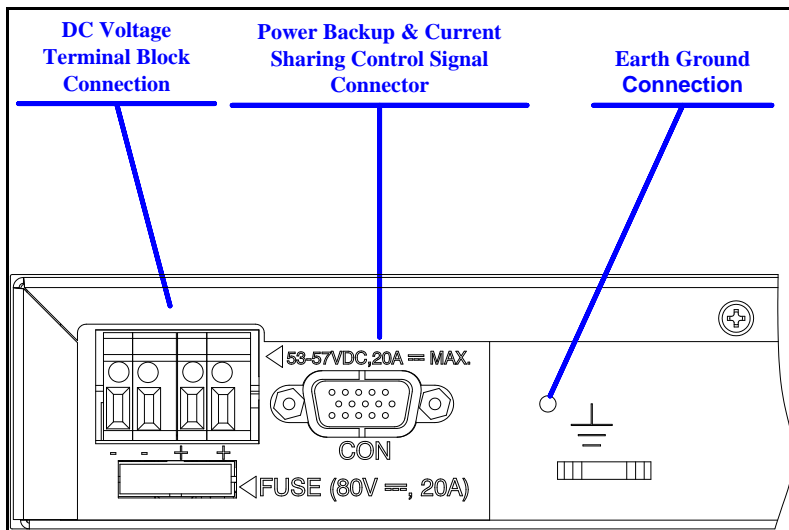 DC Voltage
Terminal Block
Connection
Power Backup & Current
Sharing Control Signal
Connector
Earth Ground
Connection
53-57VDC,20A ⎓ MAX.
CON
- - + +
FUSE (80V ⎓, 20A)